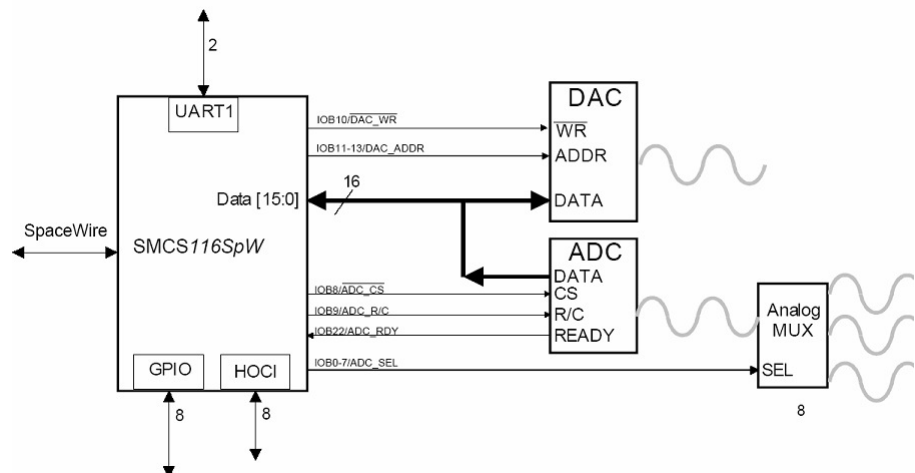 2
UART1
DAC
IOB10/DAC_WR
WR
IOB11-13/DAC_ADDR
ADDR
16
Data [15:0]
DATA
SpaceWire
SMCS116SpW
ADC
DATA
IOB8/ADC_CS
CS
IOB9/ADC_R/C
R/C
IOB22/ADC_RDY
READY
Analog
MUX
IOB0-7/ADC_SEL
SEL
GPIO
HOCI
8
8
8